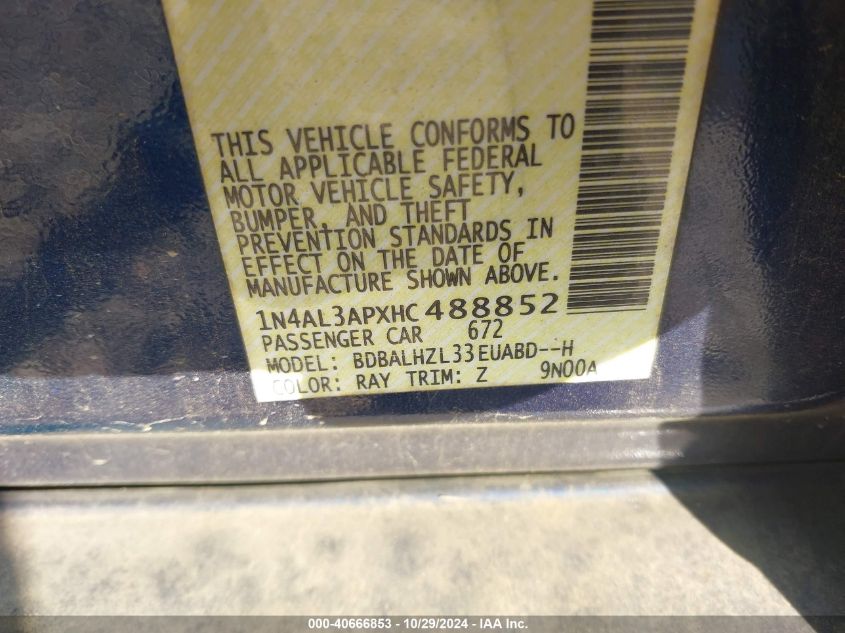 THIS VEHICLE CONFORMS TO
ALL APPLICABLE FEDERAL
MOTOR VEHICLE SAFETY,
BUMPER, AND THEFT
PREVENTION STANDARDS IN
EFFECT ON THE DATE OF
MANUFACTURE SHOWN ABOVE.
1N4AL3APXHC488852
PASSENGER CAR 672
MODEL: BDBALHZL33EUABD--H
COLOR: RAY TRIM: Z 9N00A
000-40666853 / 10/29/2024 - IAA Inc.